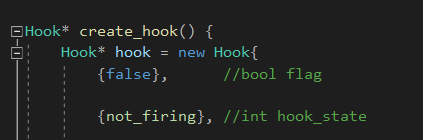 Hook* create_hook() {
Hook* hook = new Hook{
{false}, //bool flag
{not_firing}, //int hook_state